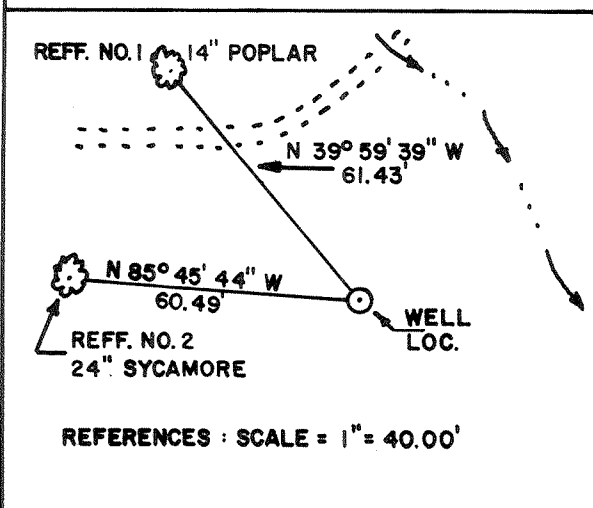 REFF. NO. 1 14" POPLAR
N 39° 59' 39" W
61.43'
N 85° 45' 44" W
60.49'
REFF. NO. 2
24" SYCAMORE
WELL
LOC.
REFERENCES : SCALE = 1" = 40.00'